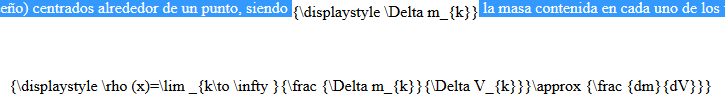 eño) centrados alrededor de un punto, siendo {\displaystyle \Delta m_{k}} la masa contenida en cada uno de los
{\displaystyle \rho (x)=\lim _{k\to \infty }{\frac {\Delta m_{k}}{\Delta V_{k}}}\approx {\frac {dm}{dV}}}